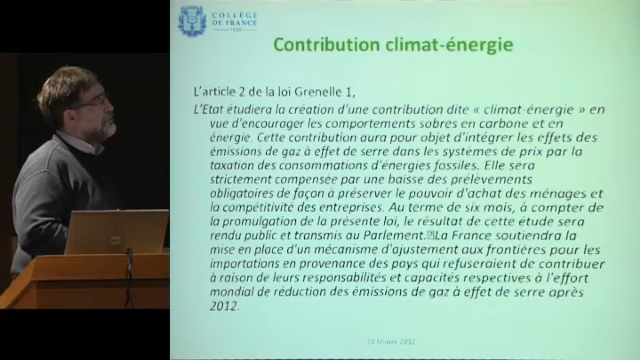 COLLÈGE
DE FRANCE
1530
Contribution climat-énergie
L'article 2 de la loi Grenelle 1,
L'Etat étudiera la création d'une contribution dite « climat-énergie » en
vue d'encourager les comportements sobres en carbone et en
énergie. Cette contribution aura pour objet d'intégrer les effets des
émissions de gaz à effet de serre dans les systèmes de prix par la
taxation des consommations d'énergies fossiles. Elle sera
strictement compensée par une baisse des prélèvements
obligatoires de façon à préserver le pouvoir d'achat des ménages et
la compétitivité des entreprises. Au terme de six mois, à compter de
la promulgation de la présente loi, le résultat de cette étude sera
rendu public et transmis au Parlement. La France soutiendra la
mise en place d'un mécanisme d'ajustement aux frontières pour les
importations en provenance des pays qui refuseraient de contribuer
à raison de leurs responsabilités et capacités respectives à l'effort
mondial de réduction des émissions de gaz à effet de serre après
2012.